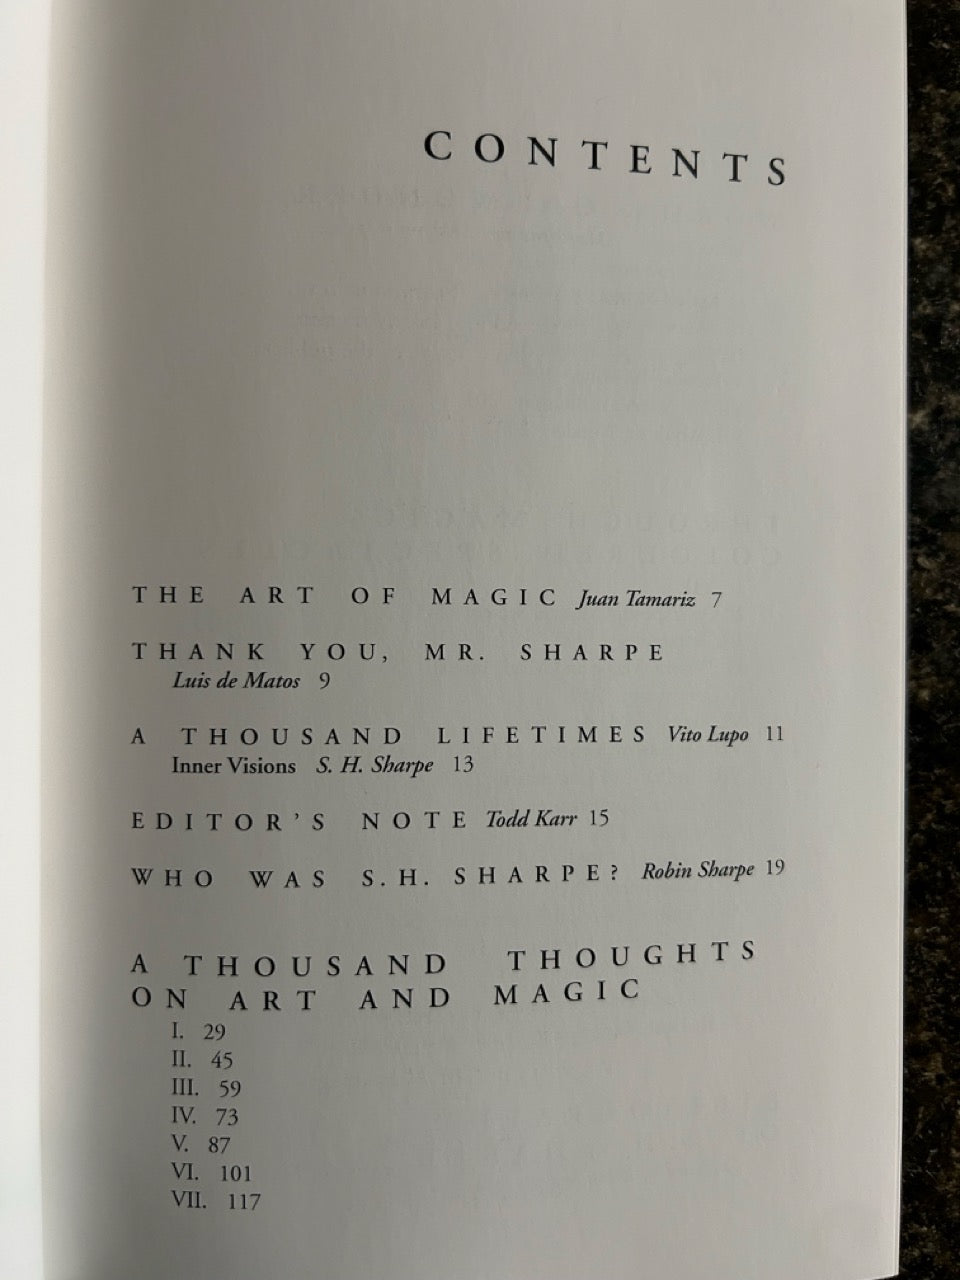 CONTENTS
THE ART OF MAGIC Juan Tamariz 7
THANK YOU, MR. SHARPE
Luis de Matos 9
A THOUSAND LIFETIMES Vito Lupo 11
Inner Visions S. H. Sharpe 13
EDITOR'S NOTE Todd Karr 15
WHO WAS S.H. SHARPE? Robin Sharpe 19
A THOUSAND THOUGHTS
ON ART AND MAGIC
I. 29
II. 45
III. 59
IV. 73
V. 87
VI. 101
VII. 117